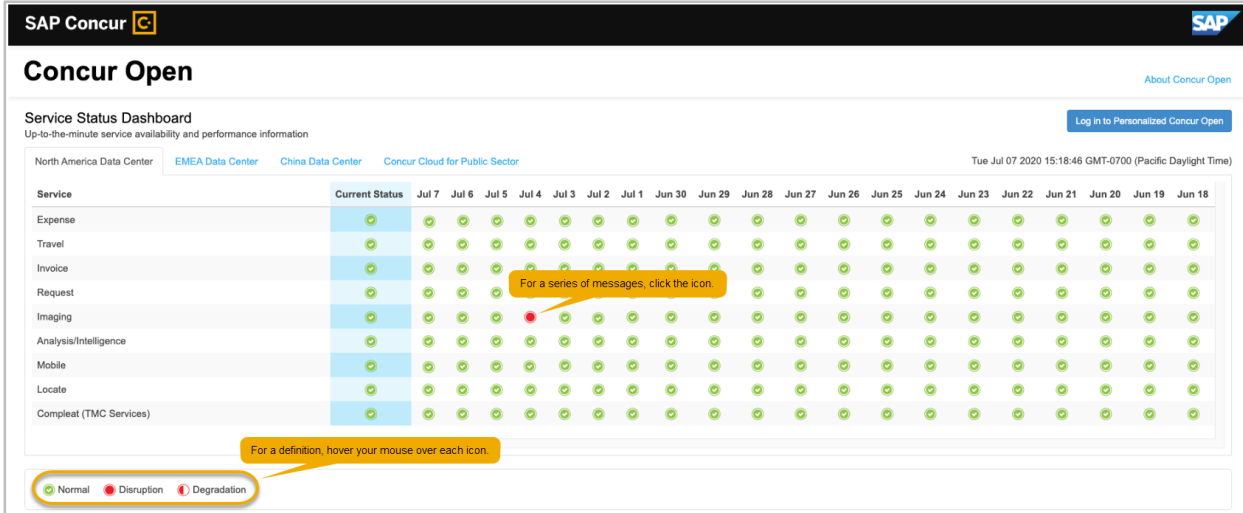 SAP Concur C.
SAP
Concur Open
About Concur Open
Service Status Dashboard
Up-to-the-minute service availability and performance information
Log in to Personalized Concur Open
North America Data Center EMEA Data Center China Data Center Concur Cloud for Public Sector Tue Jul 07 2020 15:18:46 GMT-0700 (Pacific Daylight Time)
Service Current Status Jul 7 Jul 6 Jul 5 Jul 4 Jul 3 Jul 2 Jul 1 Jun 30 Jun 29 Jun 28 Jun 27 Jun 26 Jun 25 Jun 24 Jun 23 Jun 22 Jun 21 Jun 20 Jun 19 Jun 18
Expense
Travel
Invoice
For a series of messages, click the icon.
Request
Imaging
Analysis/Intelligence
Mobile
Locate
Compleat (TMC Services)
For a definition, hover your mouse over each icon.
Normal Disruption Degradation